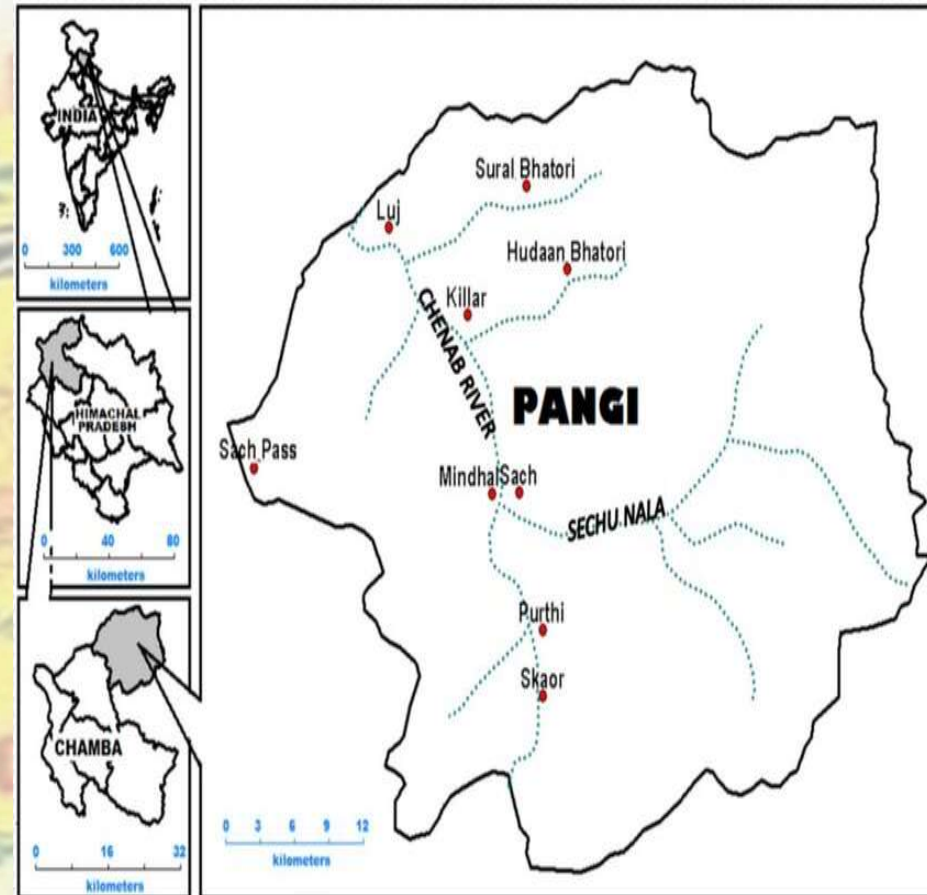 INDIA
0 300 600
kilometers
HIMACHAL
PRADESH
0 40 80
kilometers
CHAMBA
0 16 32
kilometers
Sural Bhatori
Luj
Hudaan Bhatori
Killar
CHENAB RIVER
PANGI
Sach Pass
Mindhal Sach
SECHU NALA
Purthi
Skaor
0 3 6 9 12
kilometers